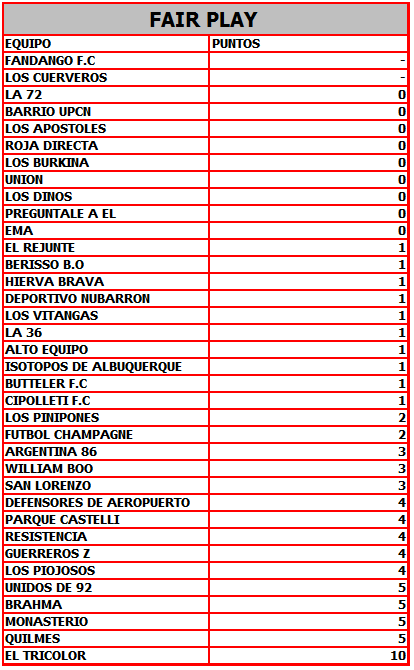 FAIR PLAY
EQUIPO PUNTOS
FANDANGO F.C -
LOS CUERVEROS -
LA 72 0
BARRIO UPCN 0
LOS APOSTOLES 0
ROJA DIRECTA 0
LOS BURKINA 0
UNION 0
LOS DINOS 0
PREGUNTALE A EL 0
EMA 0
EL REJUNTE 1
BERISSO B.O 1
HIERVA BRAVA 1
DEPORTIVO NUBARRON 1
LOS VITANGAS 1
LA 36 1
ALTO EQUIPO 1
ISOTOPOS DE ALBUQUERQUE 1
BUTTELER F.C 1
CIPOLLETI F.C 1
LOS PINIPONES 2
FUTBOL CHAMPAGNE 2
ARGENTINA 86 3
WILLIAM BOO 3
SAN LORENZO 3
DEFENSORES DE AEROPUERTO 4
PARQUE CASTELLI 4
RESISTENCIA 4
GUERREROS Z 4
LOS PIOJOSOS 4
UNIDOS DE 92 5
BRAHMA 5
MONASTERIO 5
QUILMES 5
EL TRICOLOR 10